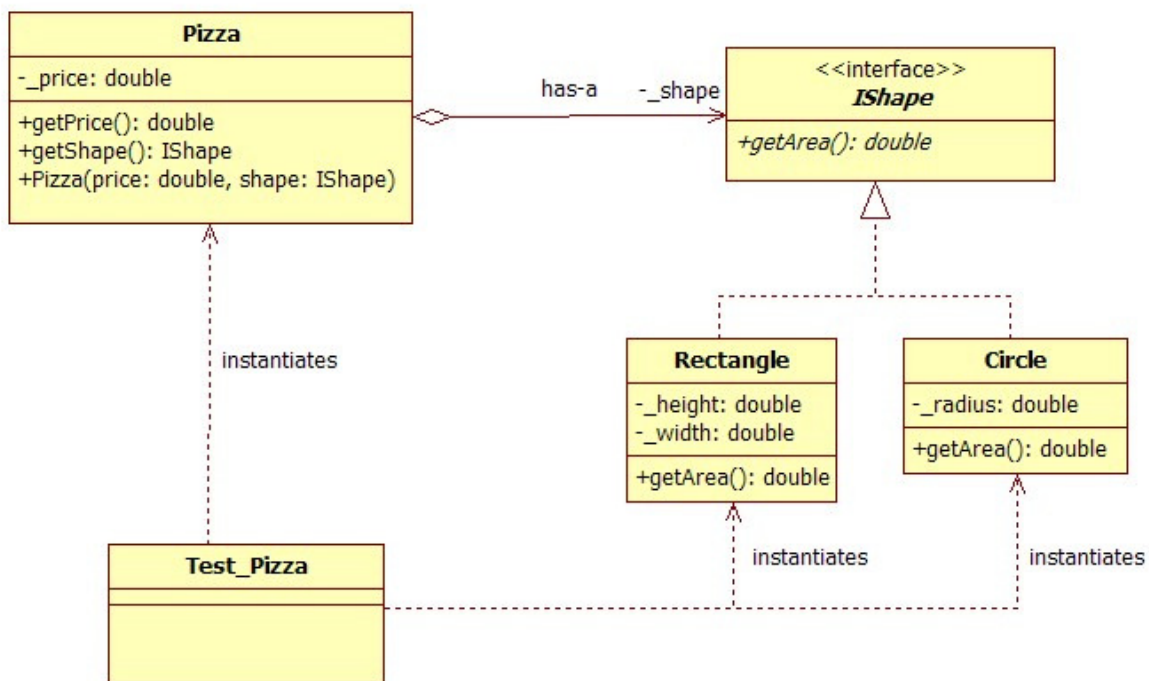 Pizza
-_price: double
+getPrice(): double
+getShape(): IShape
+Pizza(price: double, shape: IShape)
has-a
-_shape
<<interface>>
IShape
+getArea(): double
instantiates
Rectangle
-_height: double
-_width: double
+getArea(): double
Circle
-_radius: double
+getArea(): double
Test_Pizza
instantiates
instantiates